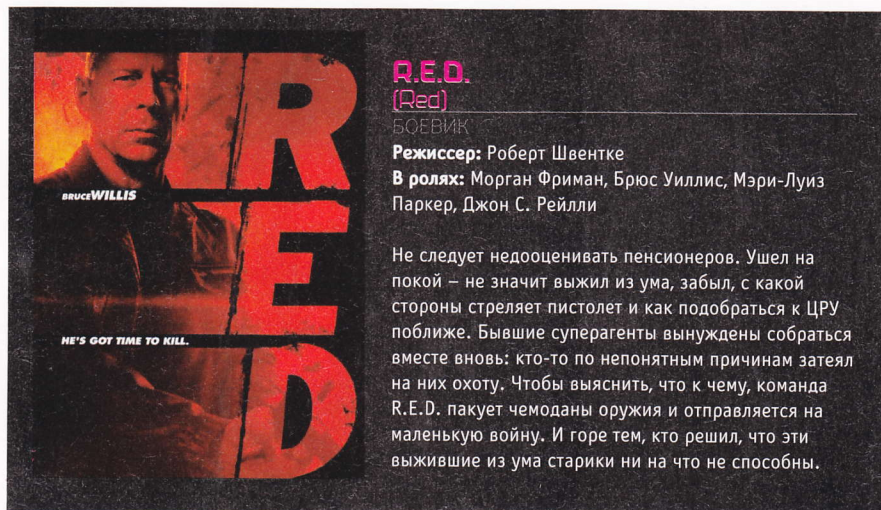 RED
BRUCE WILLIS
HE'S GOT TIME TO KILL.
R.E.D.
(Red)
БОЕВИК
Режиссер: Роберт Швентке
В ролях: Морган Фриман, Брюс Уиллис, Мэри-Луиз
Паркер, Джон С. Рейлли
Не следует недооценивать пенсионеров. Ушел на
покой – не значит выжил из ума, забыл, с какой
стороны стреляет пистолет и как подобраться к ЦРУ
поближе. Бывшие суперагенты вынуждены собраться
вместе вновь: кто-то по непонятным причинам затеял
на них охоту. Чтобы выяснить, что к чему, команда
R.E.D. пакует чемоданы оружия и отправляется на
маленькую войну. И горе тем, кто решил, что эти
выжившие из ума старики ни на что не способны.